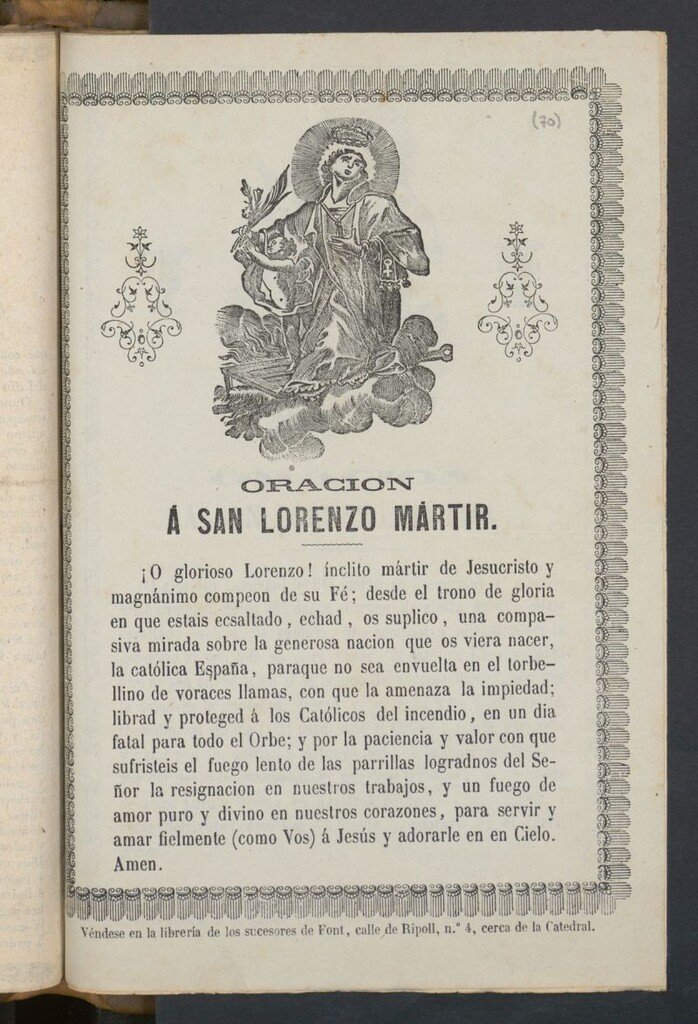 (70)
ORACION
Á SAN LORENZO MÁRTIR.
¡O glorioso Lorenzo! ínclito mártir de Jesucristo y
magnánimo compeon de su Fé; desde el trono de gloria
en que estais ecsaltado, echad, os suplico, una compa-
siva mirada sobre la generosa nacion que os viera nacer,
la católica España, paraque no sea envuelta en el torbe-
llino de voraces llamas, con que la amenaza la impiedad;
librad y proteged á los Católicos del incendio, en un dia
fatal para todo el Orbe; y por la paciencia y valor con que
sufristeis el fuego lento de las parrillas logradnos del Se-
ñor la resignacion en nuestros trabajos, y un fuego de
amor puro y divino en nuestros corazones, para servir y
amar fielmente (como Vos) á Jesús y adorarle en en Cielo.
Amen.
Véndese en la librería de los sucesores de Font, calle de Ripoll, n.º 4, cerca de la Catedral.